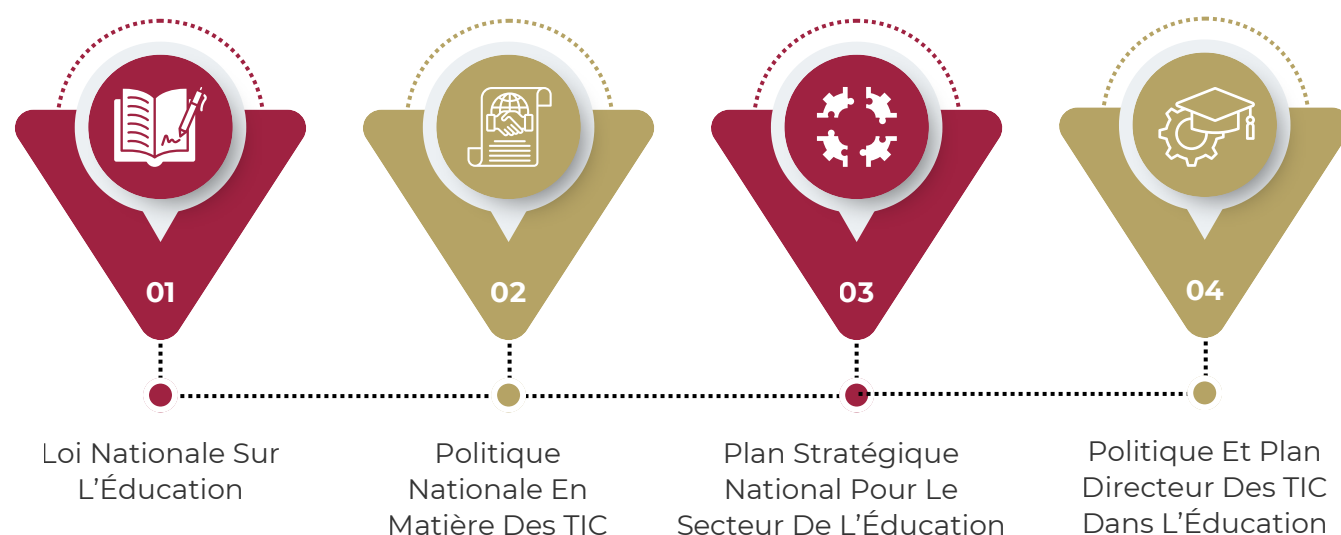 01
Loi Nationale Sur
L’Éducation
02
Politique
Nationale En
Matière Des TIC
03
Plan Stratégique
National Pour Le
Secteur De L’Éducation
04
Politique Et Plan
Directeur Des TIC
Dans L’Éducation